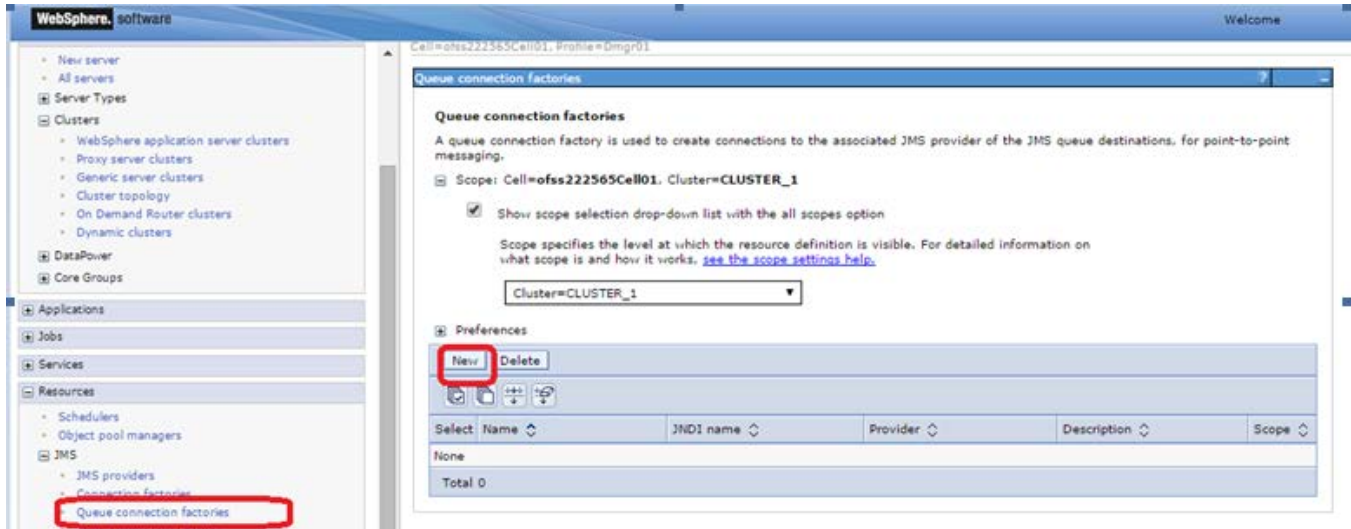 WebSphere. software
Welcome
New server
All servers
Server Types
Clusters
WebSphere application server clusters
Proxy server clusters
Generic server clusters
Cluster topology
On Demand Router clusters
Dynamic clusters
DataPower
Core Groups
Applications
Jobs
Services
Resources
Schedulers
Object pool managers
JMS
JMS providers
Connection factories
Queue connection factories
Cell=ofss222565Cell01, Profile=Dmgr01
Queue connection factories
?
Queue connection factories
A queue connection factory is used to create connections to the associated JMS provider of the JMS queue destinations, for point-to-point
messaging.
Scope: Cell=ofss222565Cell01, Cluster=CLUSTER_1
Show scope selection drop-down list with the all scopes option
Scope specifies the level at which the resource definition is visible. For detailed information on
what scope is and how it works, see the scope settings help.
Cluster=CLUSTER_1
Preferences
New Delete
Select Name JNDI name Provider Description Scope
None
Total 0